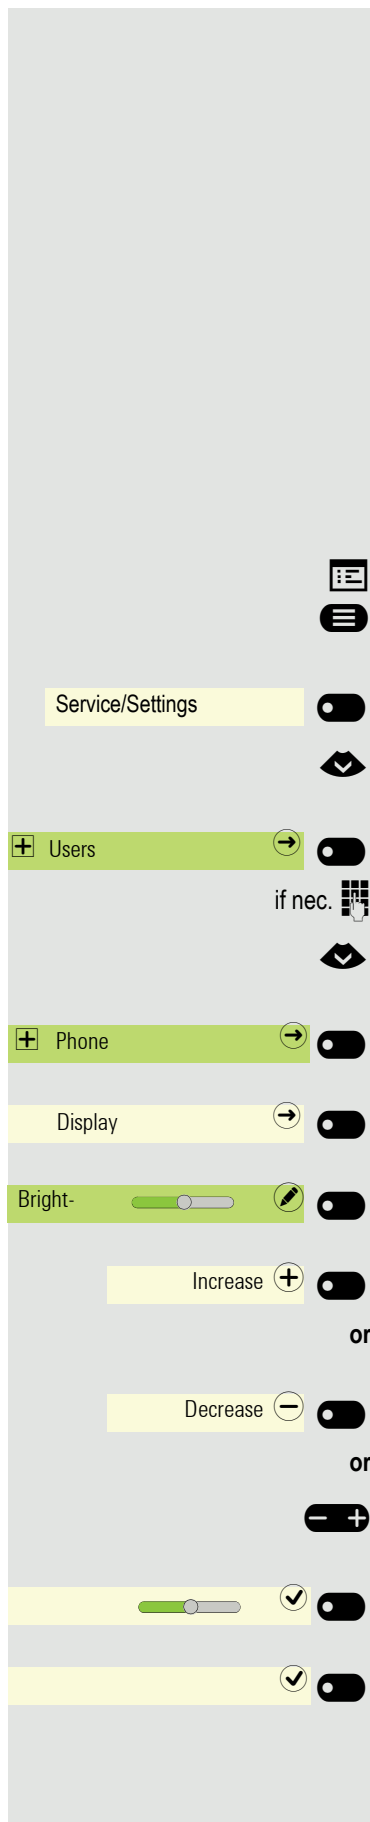 Service/Settings
Users
if nec.
Phone
Display
Bright-
Increase
or
Decrease
or